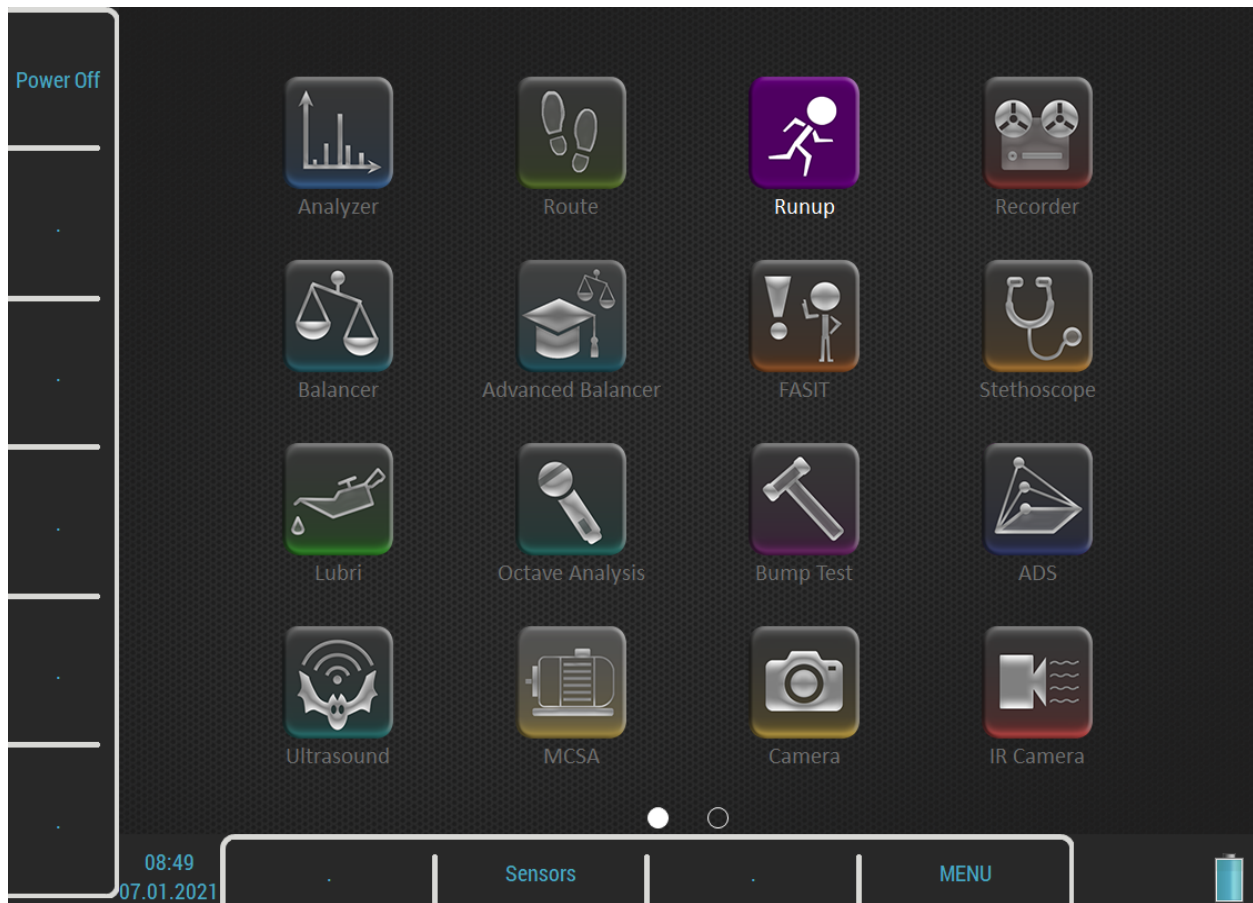 Power Off
.
.
.
.
.
Analyzer
Route
Runup
Recorder
Balancer
Advanced Balancer
FASIT
Stethoscope
Lubri
Octave Analysis
Bump Test
ADS
Ultrasound
MCSA
Camera
IR Camera
08:49
07.01.2021
.
Sensors
.
MENU